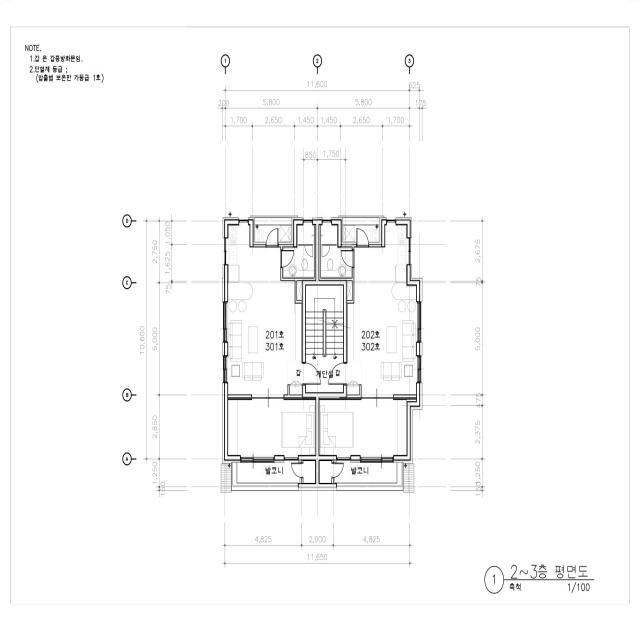 NOTE.
1.갑 은 갑종방화문임.
2.단열재 등급 ;
(압출법 보온판 가등급 1호)
1 2 3
11,600 625
200 5,800 5,800 175
1,700 2,650 1,450 1,450 2,650 1,700
850 1,750
D
C
B
A
10,600
2,750
5,000
2,850
1,250
1,625
2,675
5,000
2,375
1,250
201호
301호
202호
302호
갑 계단실 갑
발코니 발코니
4,825 2,000 4,825
11,650
1 2~3층 평면도
축척 1/100